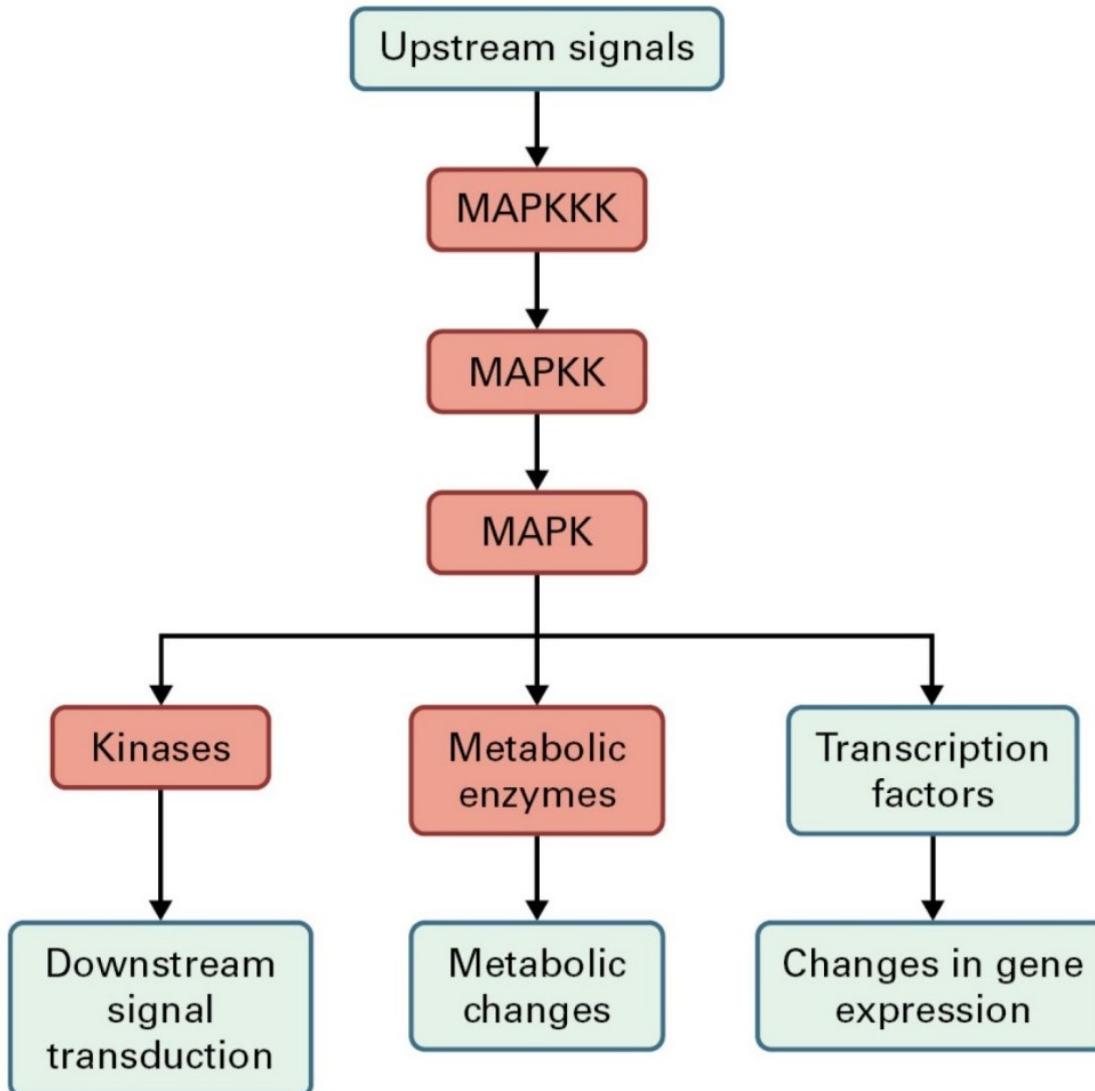 Upstream signals
MAPKKK
MAPKK
MAPK
Kinases
Metabolic
enzymes
Transcription
factors
Downstream
signal
transduction
Metabolic
changes
Changes in gene
expression